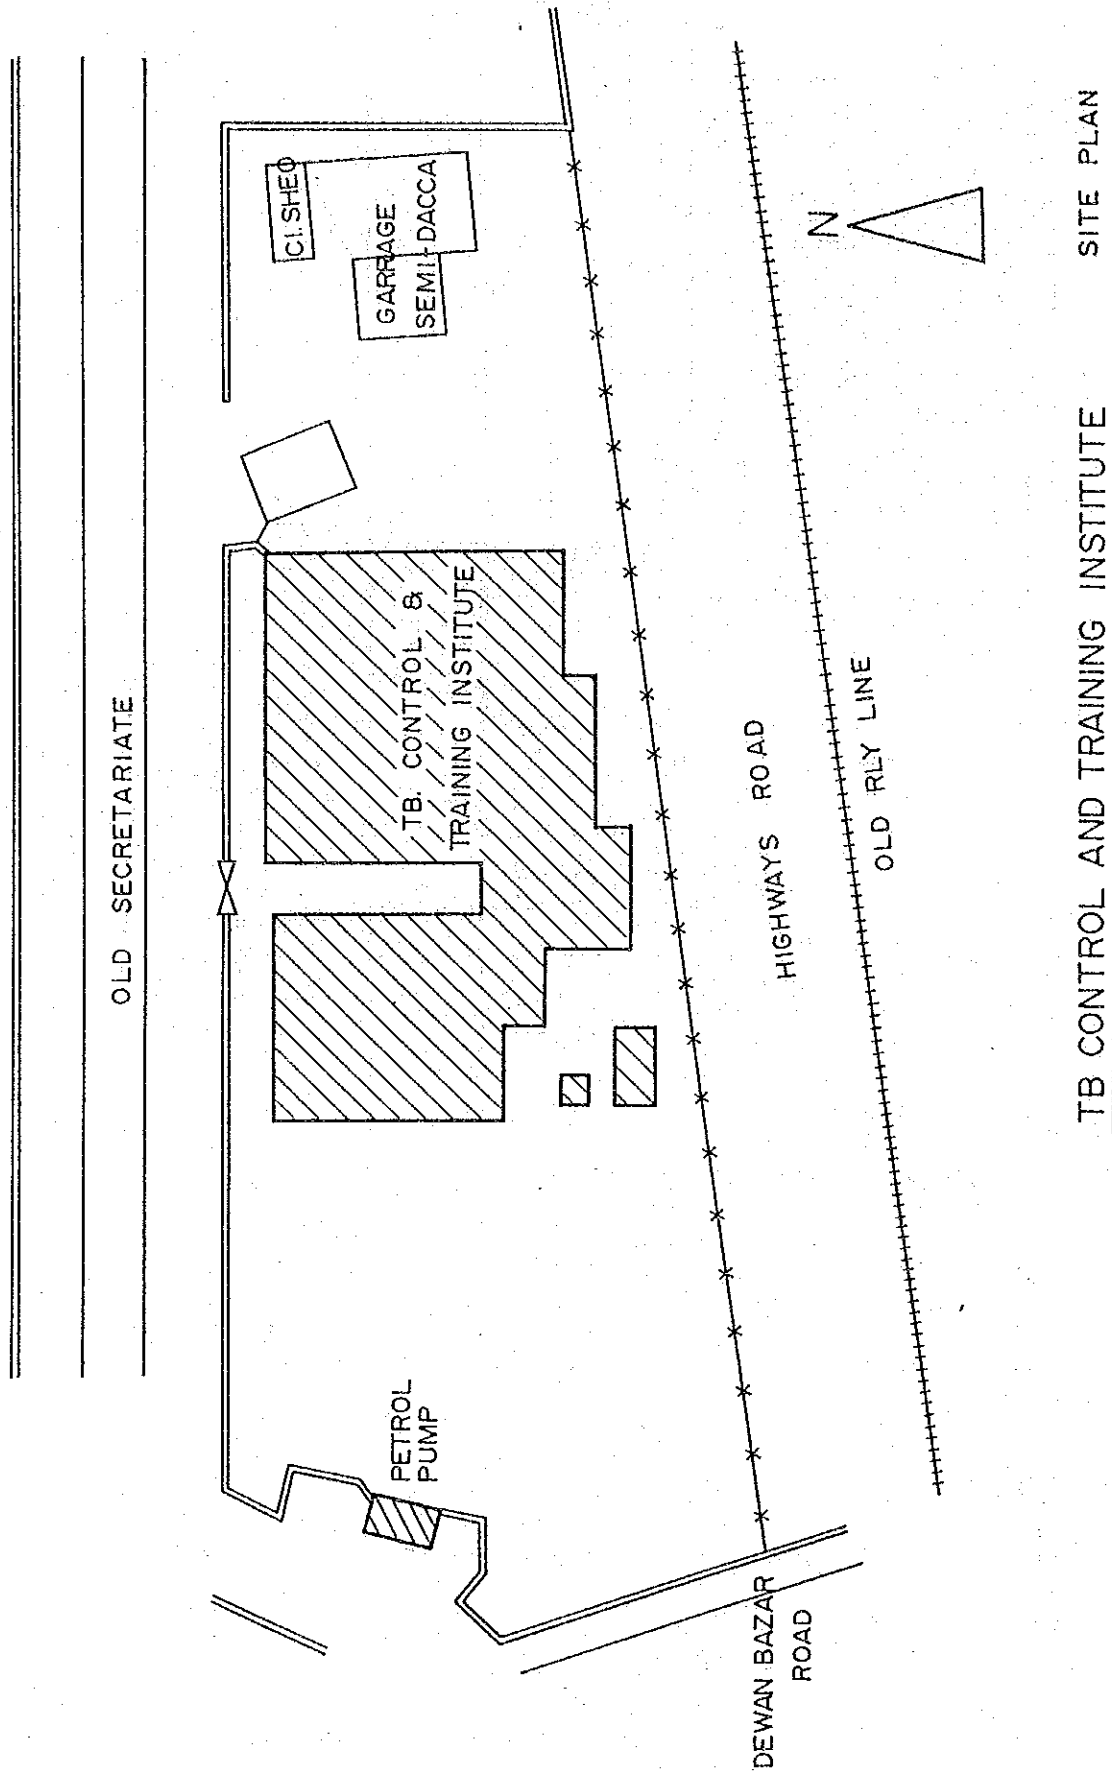 OLD SECRETARIATE
C.I. SHED
GARRAGE
SEMI-DACCA
TB. CONTROL &
TRAINING INSTITUTE
PETROL
PUMP
HIGHWAYS ROAD
OLD RLY LINE
DEWAN BAZAR
ROAD
N
TB CONTROL AND TRAINING INSTITUTE SITE PLAN